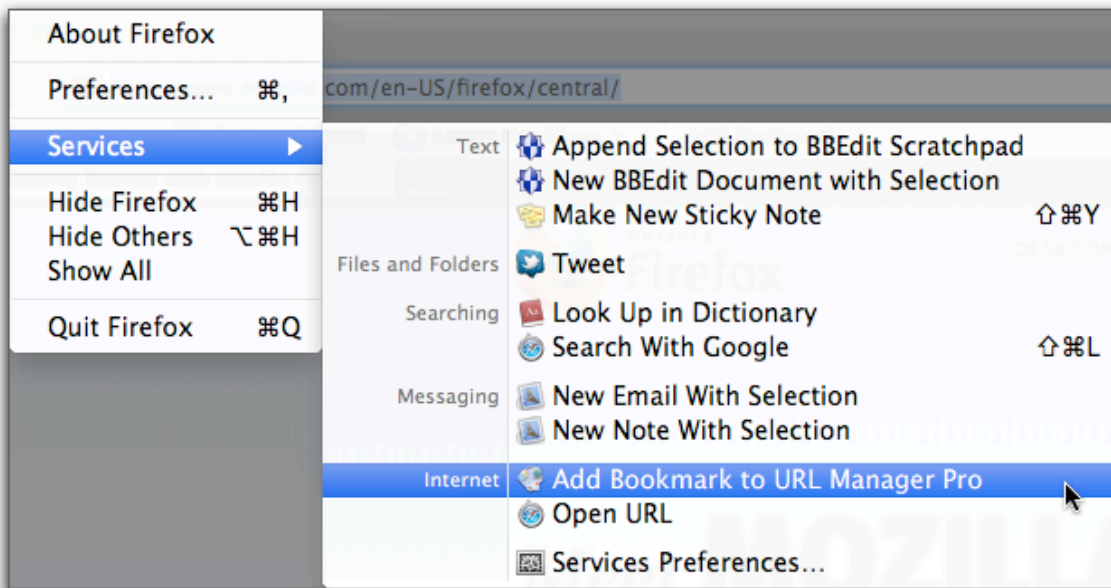 About Firefox
Preferences... ⌘,
com/en-US/firefox/central/
Services
Text Append Selection to BBEdit Scratchpad
New BBEdit Document with Selection
Hide Firefox ⌘H
Make New Sticky Note ⇧⌘Y
Hide Others ⌥⌘H
Show All
Files and Folders Tweet
Firefox
Searching Look Up in Dictionary
Quit Firefox ⌘Q
Search With Google ⇧⌘L
Messaging New Email With Selection
New Note With Selection
Internet Add Bookmark to URL Manager Pro
Open URL
MOZILLA
Services Preferences...